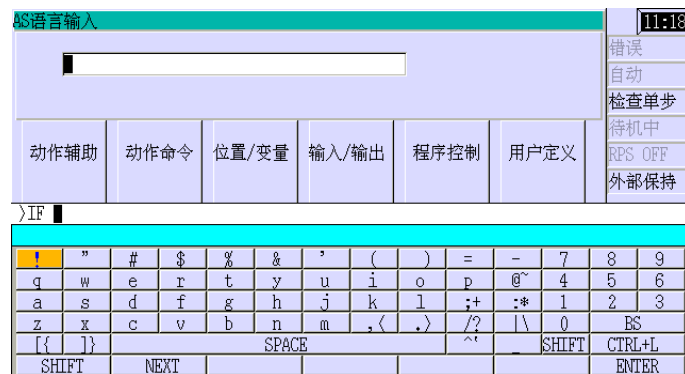 AS语言输入
11:18
错误
自动
检查单步
待机中
RPS OFF
外部保持
动作辅助 动作命令 位置/变量 输入/输出 程序控制 用户定义
>IF
! " # $ % & ' ( ) = - 7 8 9
q w e r t y u i o p @~ 4 5 6
a s d f g h j k l ;+ :* 1 2 3
z x c v b n m ,< .> /? |\ 0 BS
[{ ]} SPACE ^` _ SHIFT CTRL+L
SHIFT NEXT ENTER